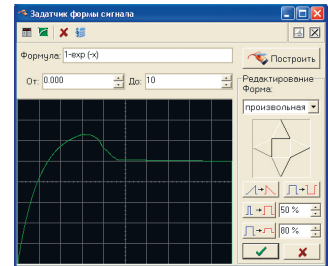 Задатчик формы сигнала
Формула: 1-exp (-x)
Построить
От: 0.000 До: 10
Редактирование
Форма:
произвольная
50 %
80 %